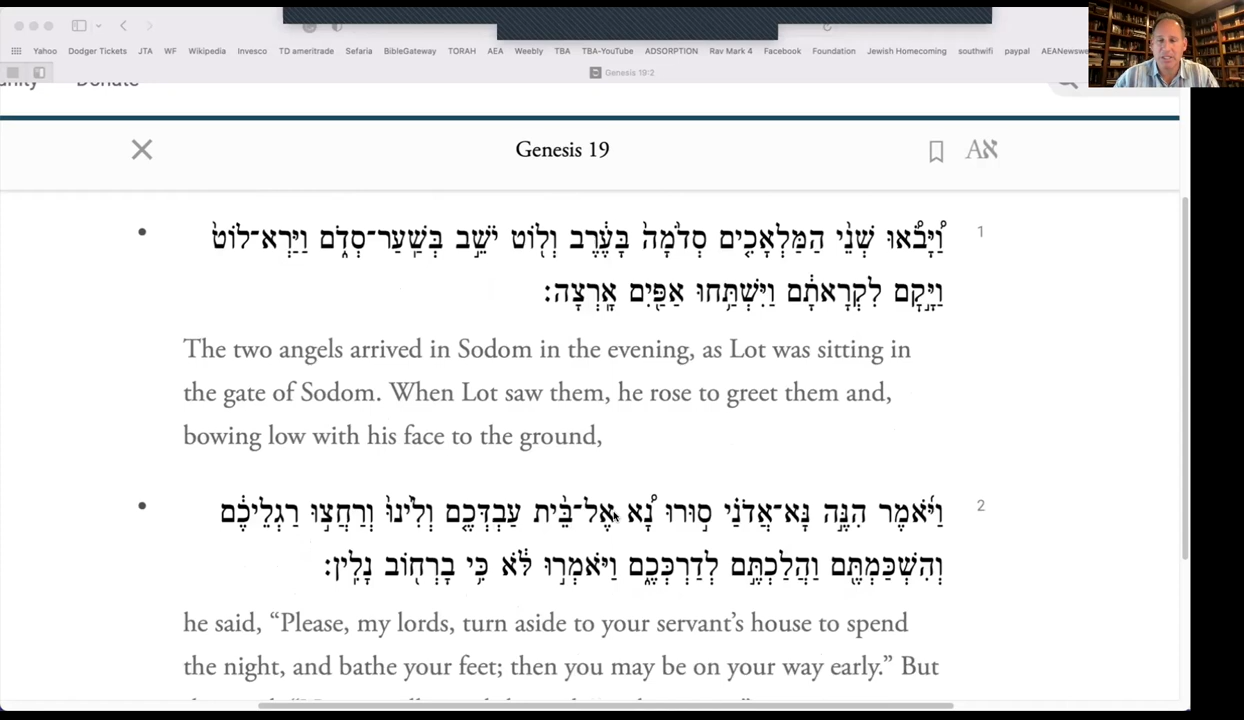 Yahoo Dodger Tickets JTA WF Wikipedia Invesco TD ameritrade Sefaria BibleGateway TORAH AEA Weebly TBA TBA-YouTube ADSORPTION Rav Mark 4 Facebook Foundation Jewish Homecoming southwifi paypal AEANewswe
Genesis 19:2
Donate
Genesis 19
Aא
1
וַ֠יָּבֹ֠אוּ שְׁנֵ֨י הַמַּלְאָכִ֤ים סְדֹ֙מָה֙ בָּעֶ֔רֶב וְל֖וֹט יֹשֵׁ֣ב בְּשַֽׁעַר־סְדֹ֑ם וַיַּרְא־לוֹט֙
וַיָּ֣קׇם לִקְרָאתָ֔ם וַיִּשְׁתַּ֥חוּ אַפַּ֖יִם אָֽרְצָה׃
The two angels arrived in Sodom in the evening, as Lot was sitting in
the gate of Sodom. When Lot saw them, he rose to greet them and,
bowing low with his face to the ground,
2
וַיֹּ֜אמֶר הִנֶּ֣ה נָּא־אֲדֹנַ֗י ס֣וּרוּ נָ֠א אֶל־בֵּ֨ית עַבְדְּכֶ֤ם וְלִ֙ינוּ֙ וְרַחֲצ֣וּ רַגְלֵיכֶ֔ם
וְהִשְׁכַּמְתֶּ֖ם וַהֲלַכְתֶּ֣ם לְדַרְכְּכֶ֑ם וַיֹּאמְר֣וּ לֹּ֔א כִּ֥י בָרְח֖וֹב נָלִֽין׃
he said, “Please, my lords, turn aside to your servant’s house to spend
the night, and bathe your feet; then you may be on your way early.” But